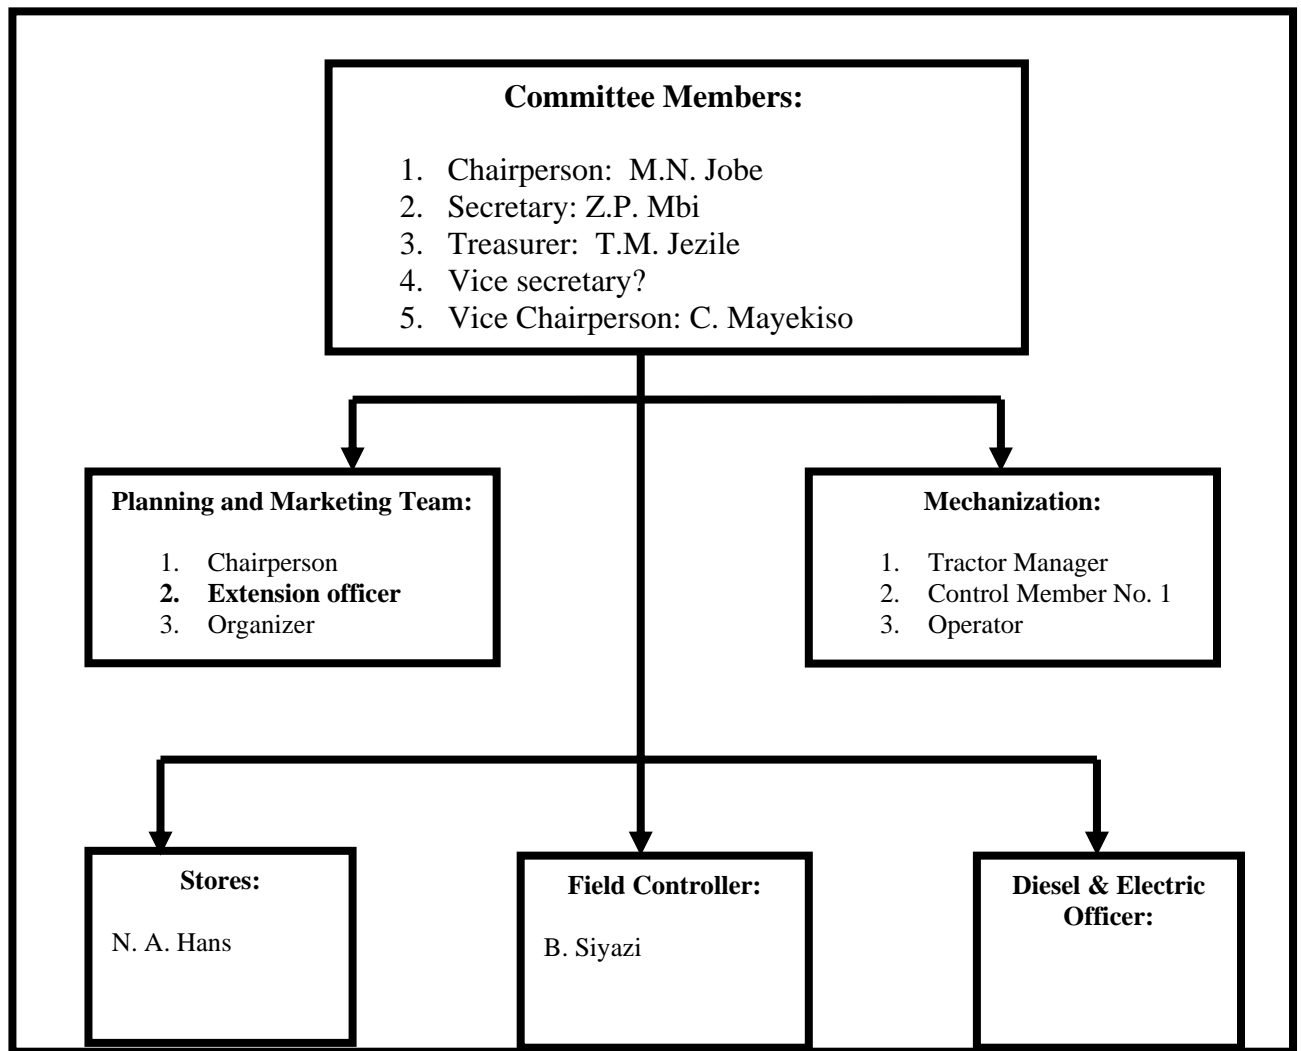 Committee Members:
1. Chairperson: M.N. Jobe
2. Secretary: Z.P. Mbi
3. Treasurer: T.M. Jezile
4. Vice secretary?
5. Vice Chairperson: C. Mayekiso
Planning and Marketing Team:
1. Chairperson
2. Extension officer
3. Organizer
Mechanization:
1. Tractor Manager
2. Control Member No. 1
3. Operator
Stores:
N. A. Hans
Field Controller:
B. Siyazi
Diesel & Electric
Officer: